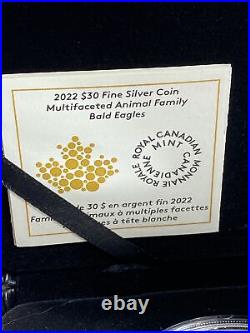 2022 $30 Fine Silver Coin
Multifaceted Animal Family
Bald Eagles
ROYAL CANADIAN MINT
MONNAIE ROYALE CANADIENNE
de 30 $ en argent fin 2022
à multiples facettes
à tête blanche